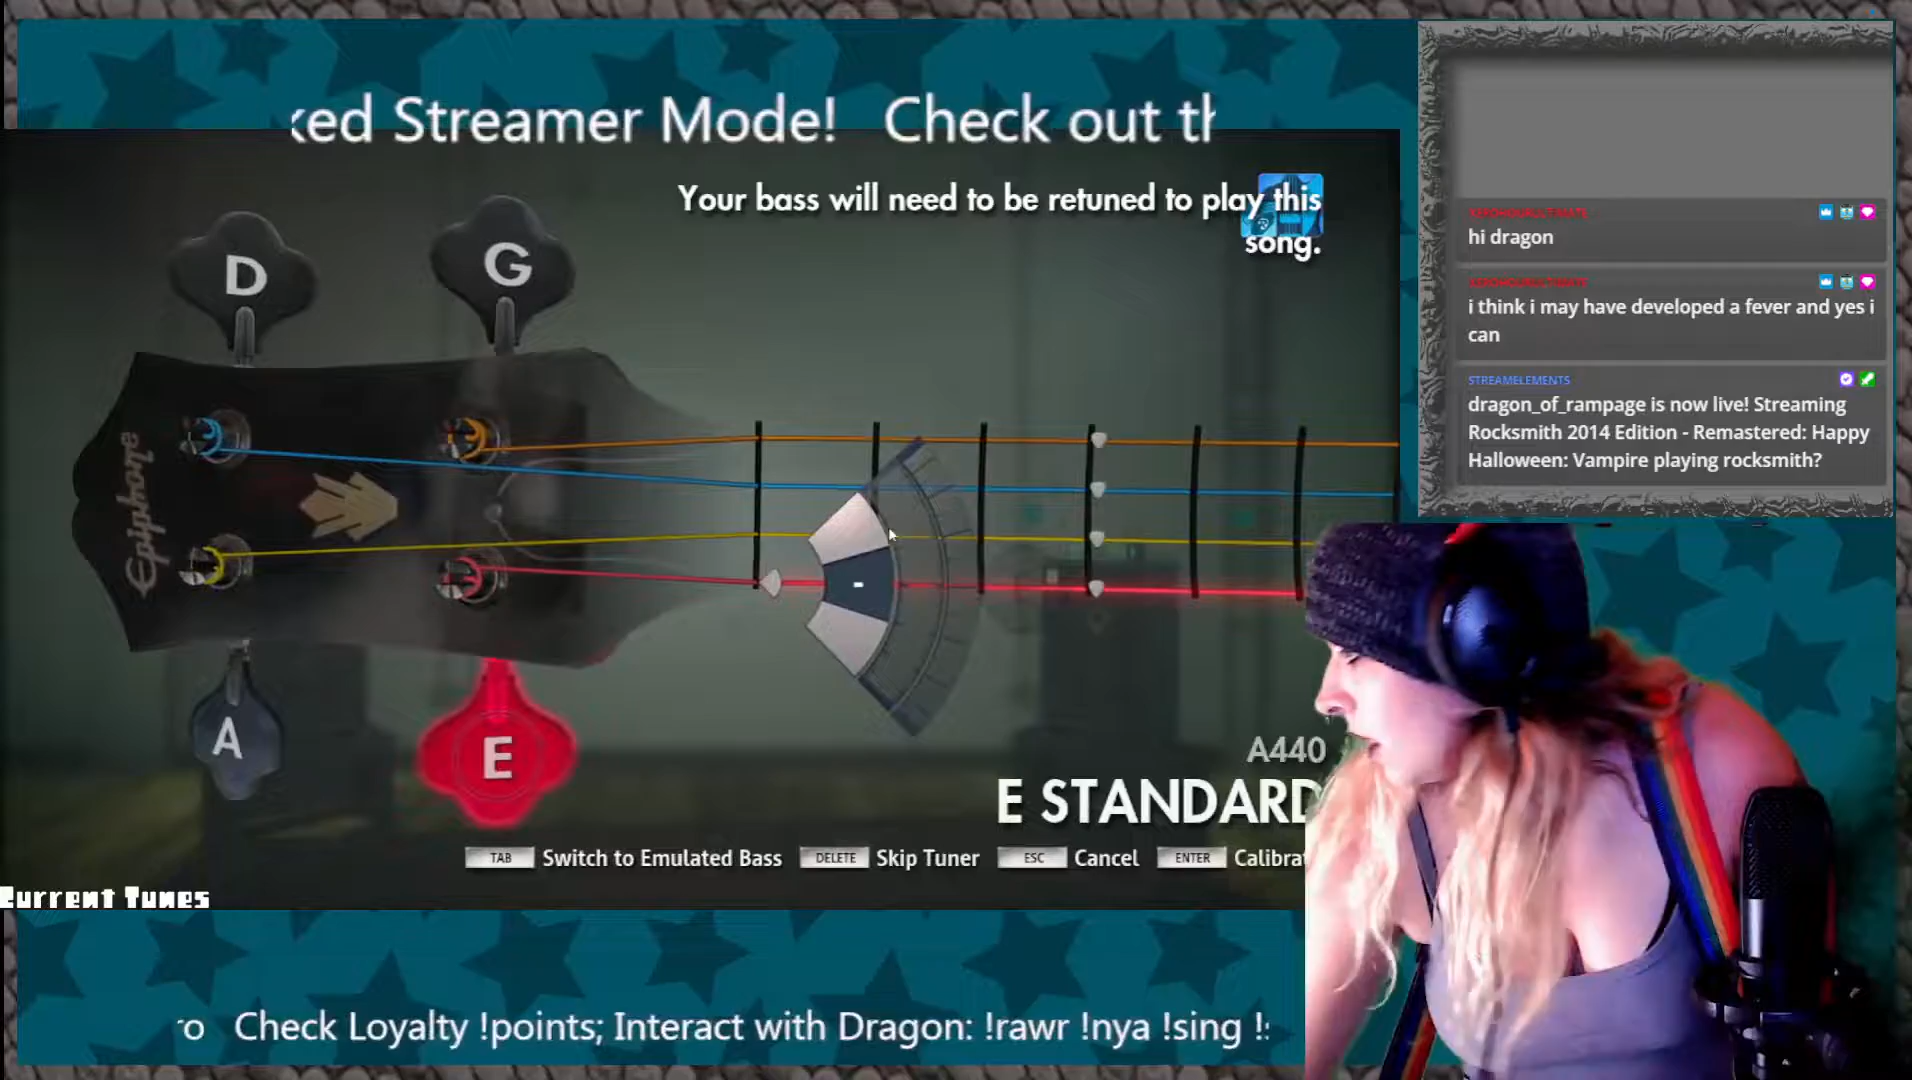 ked Streamer Mode! Check out th
Your bass will need to be retuned to play this
song.
D
G
Epiphone
A
E
A440
E STANDARD
TAB Switch to Emulated Bass DELETE Skip Tuner ESC Cancel ENTER Calibrat
Current Tunes
ro Check Loyalty !points; Interact with Dragon: !rawr !nya !sing !s
hi dragon
i think i may have developed a fever and yes i
can
STREAMELEMENTS
dragon_of_rampage is now live! Streaming
Rocksmith 2014 Edition - Remastered: Happy
Halloween: Vampire playing rocksmith?